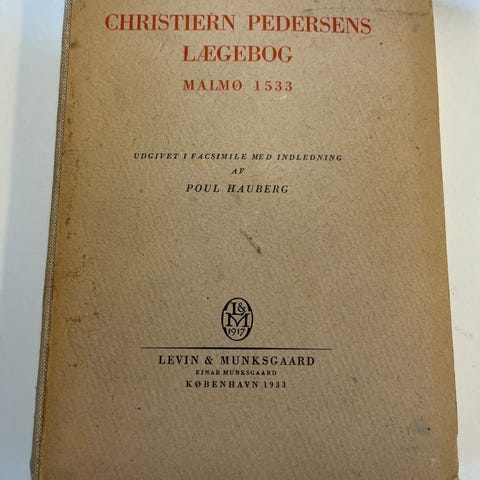 CHRISTIERN PEDERSENS
LÆGEBOG
MALMØ 1533
UDGIVET I FACSIMILE MED INDLEDNING
AF
POUL HAUBERG
L&
M
1917
LEVIN & MUNKSGAARD
EJNAR MUNKSGAARD
KØBENHAVN 1933